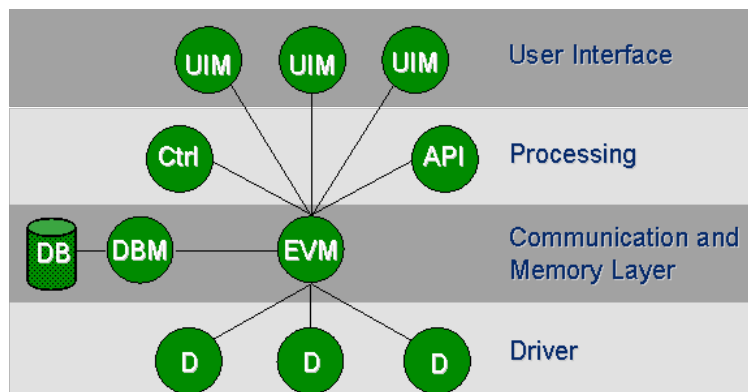 UIM UIM UIM User Interface
Ctrl API Processing
DB DBM EVM Communication and
Memory Layer
D D D Driver